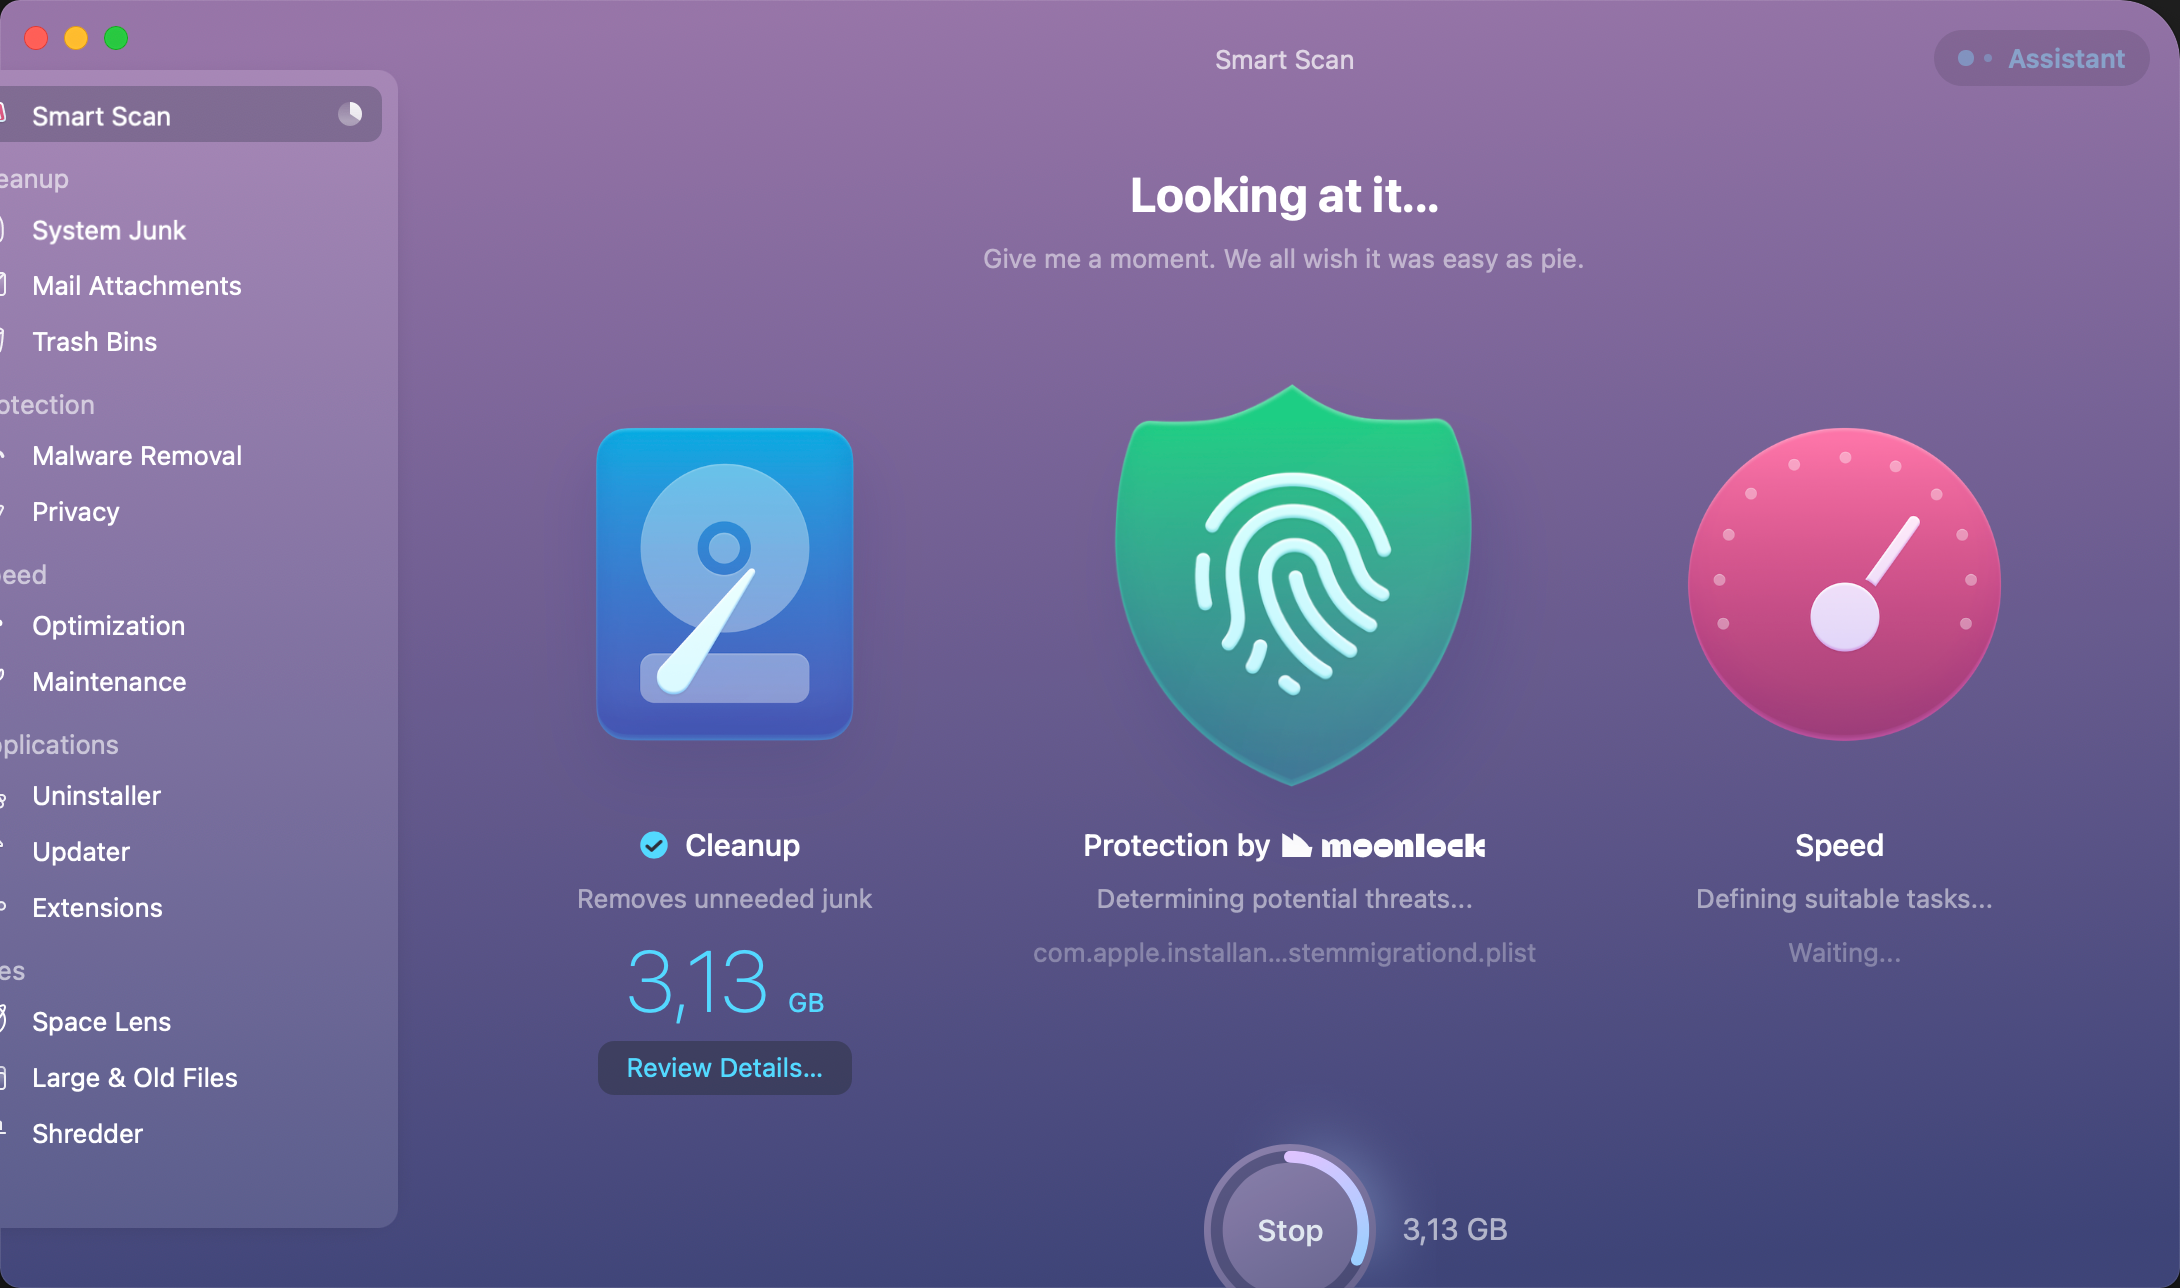 Smart Scan
Assistant
Smart Scan
eanup
System Junk
Mail Attachments
Trash Bins
otection
Malware Removal
Privacy
eed
Optimization
Maintenance
plications
Uninstaller
Updater
Extensions
es
Space Lens
Large & Old Files
Shredder
Looking at it...
Give me a moment. We all wish it was easy as pie.
Cleanup
Removes unneeded junk
3,13 GB
Review Details...
Protection by moonlock
Determining potential threats...
com.apple.installan...stemmigrationd.plist
Speed
Defining suitable tasks...
Waiting...
Stop
3,13 GB